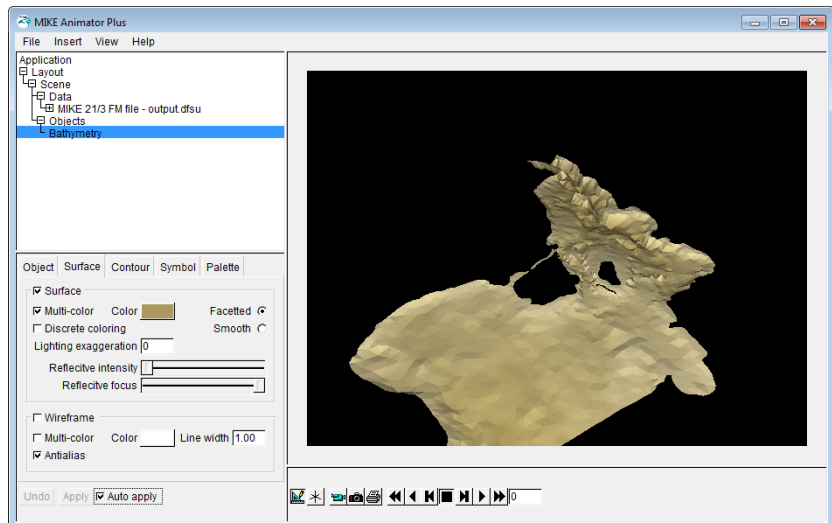 MIKE Animator Plus
File Insert View Help
Application
Layout
Scene
Data
MIKE 21/3 FM file - output.dfsu
Objects
Bathymetry
Object Surface Contour Symbol Palette
Surface
Multi-color Color Facetted
Discrete coloring Smooth
Lighting exaggeration 0
Reflecitve intensity
Reflecitve focus
Wireframe
Multi-color Color Line width 1.00
Antialias
Undo Apply Auto apply
0